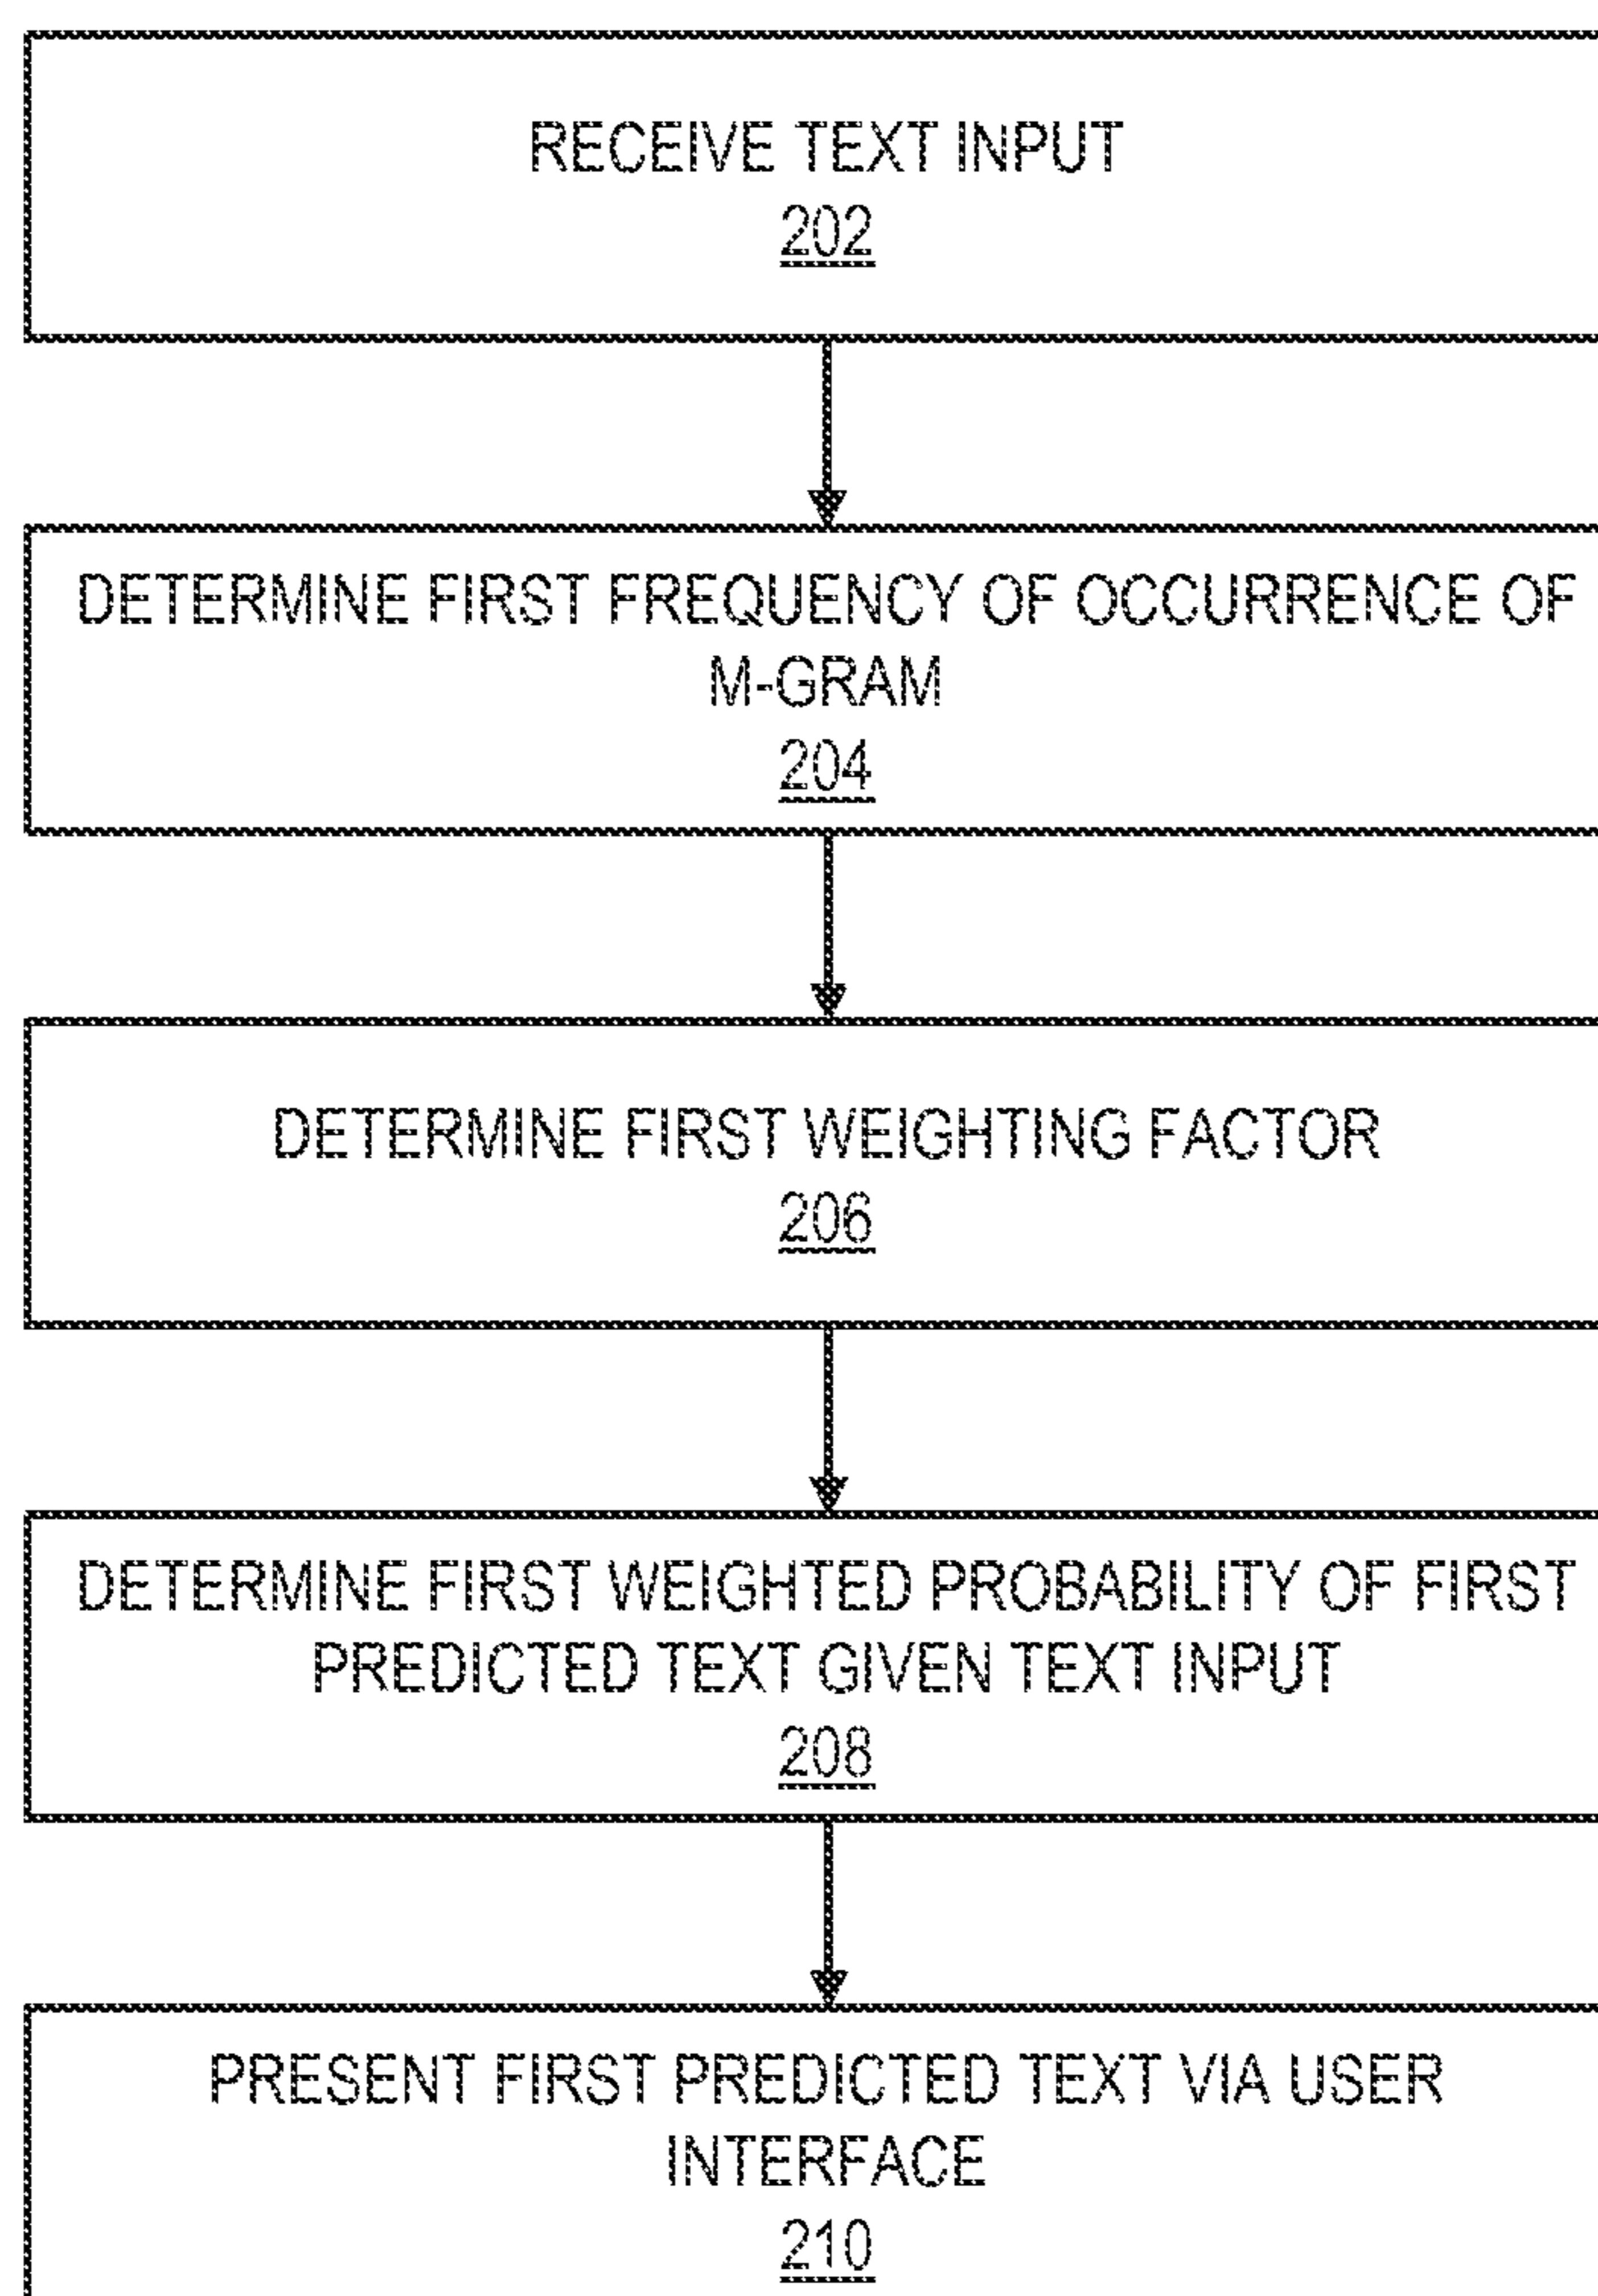 RECEIVE TEXT INPUT
202
DETERMINE FIRST FREQUENCY OF OCCURRENCE OF
M-GRAM
204
DETERMINE FIRST WEIGHTING FACTOR
206
DETERMINE FIRST WEIGHTED PROBABILITY OF FIRST
PREDICTED TEXT GIVEN TEXT INPUT
208
PRESENT FIRST PREDICTED TEXT VIA USER
INTERFACE
210